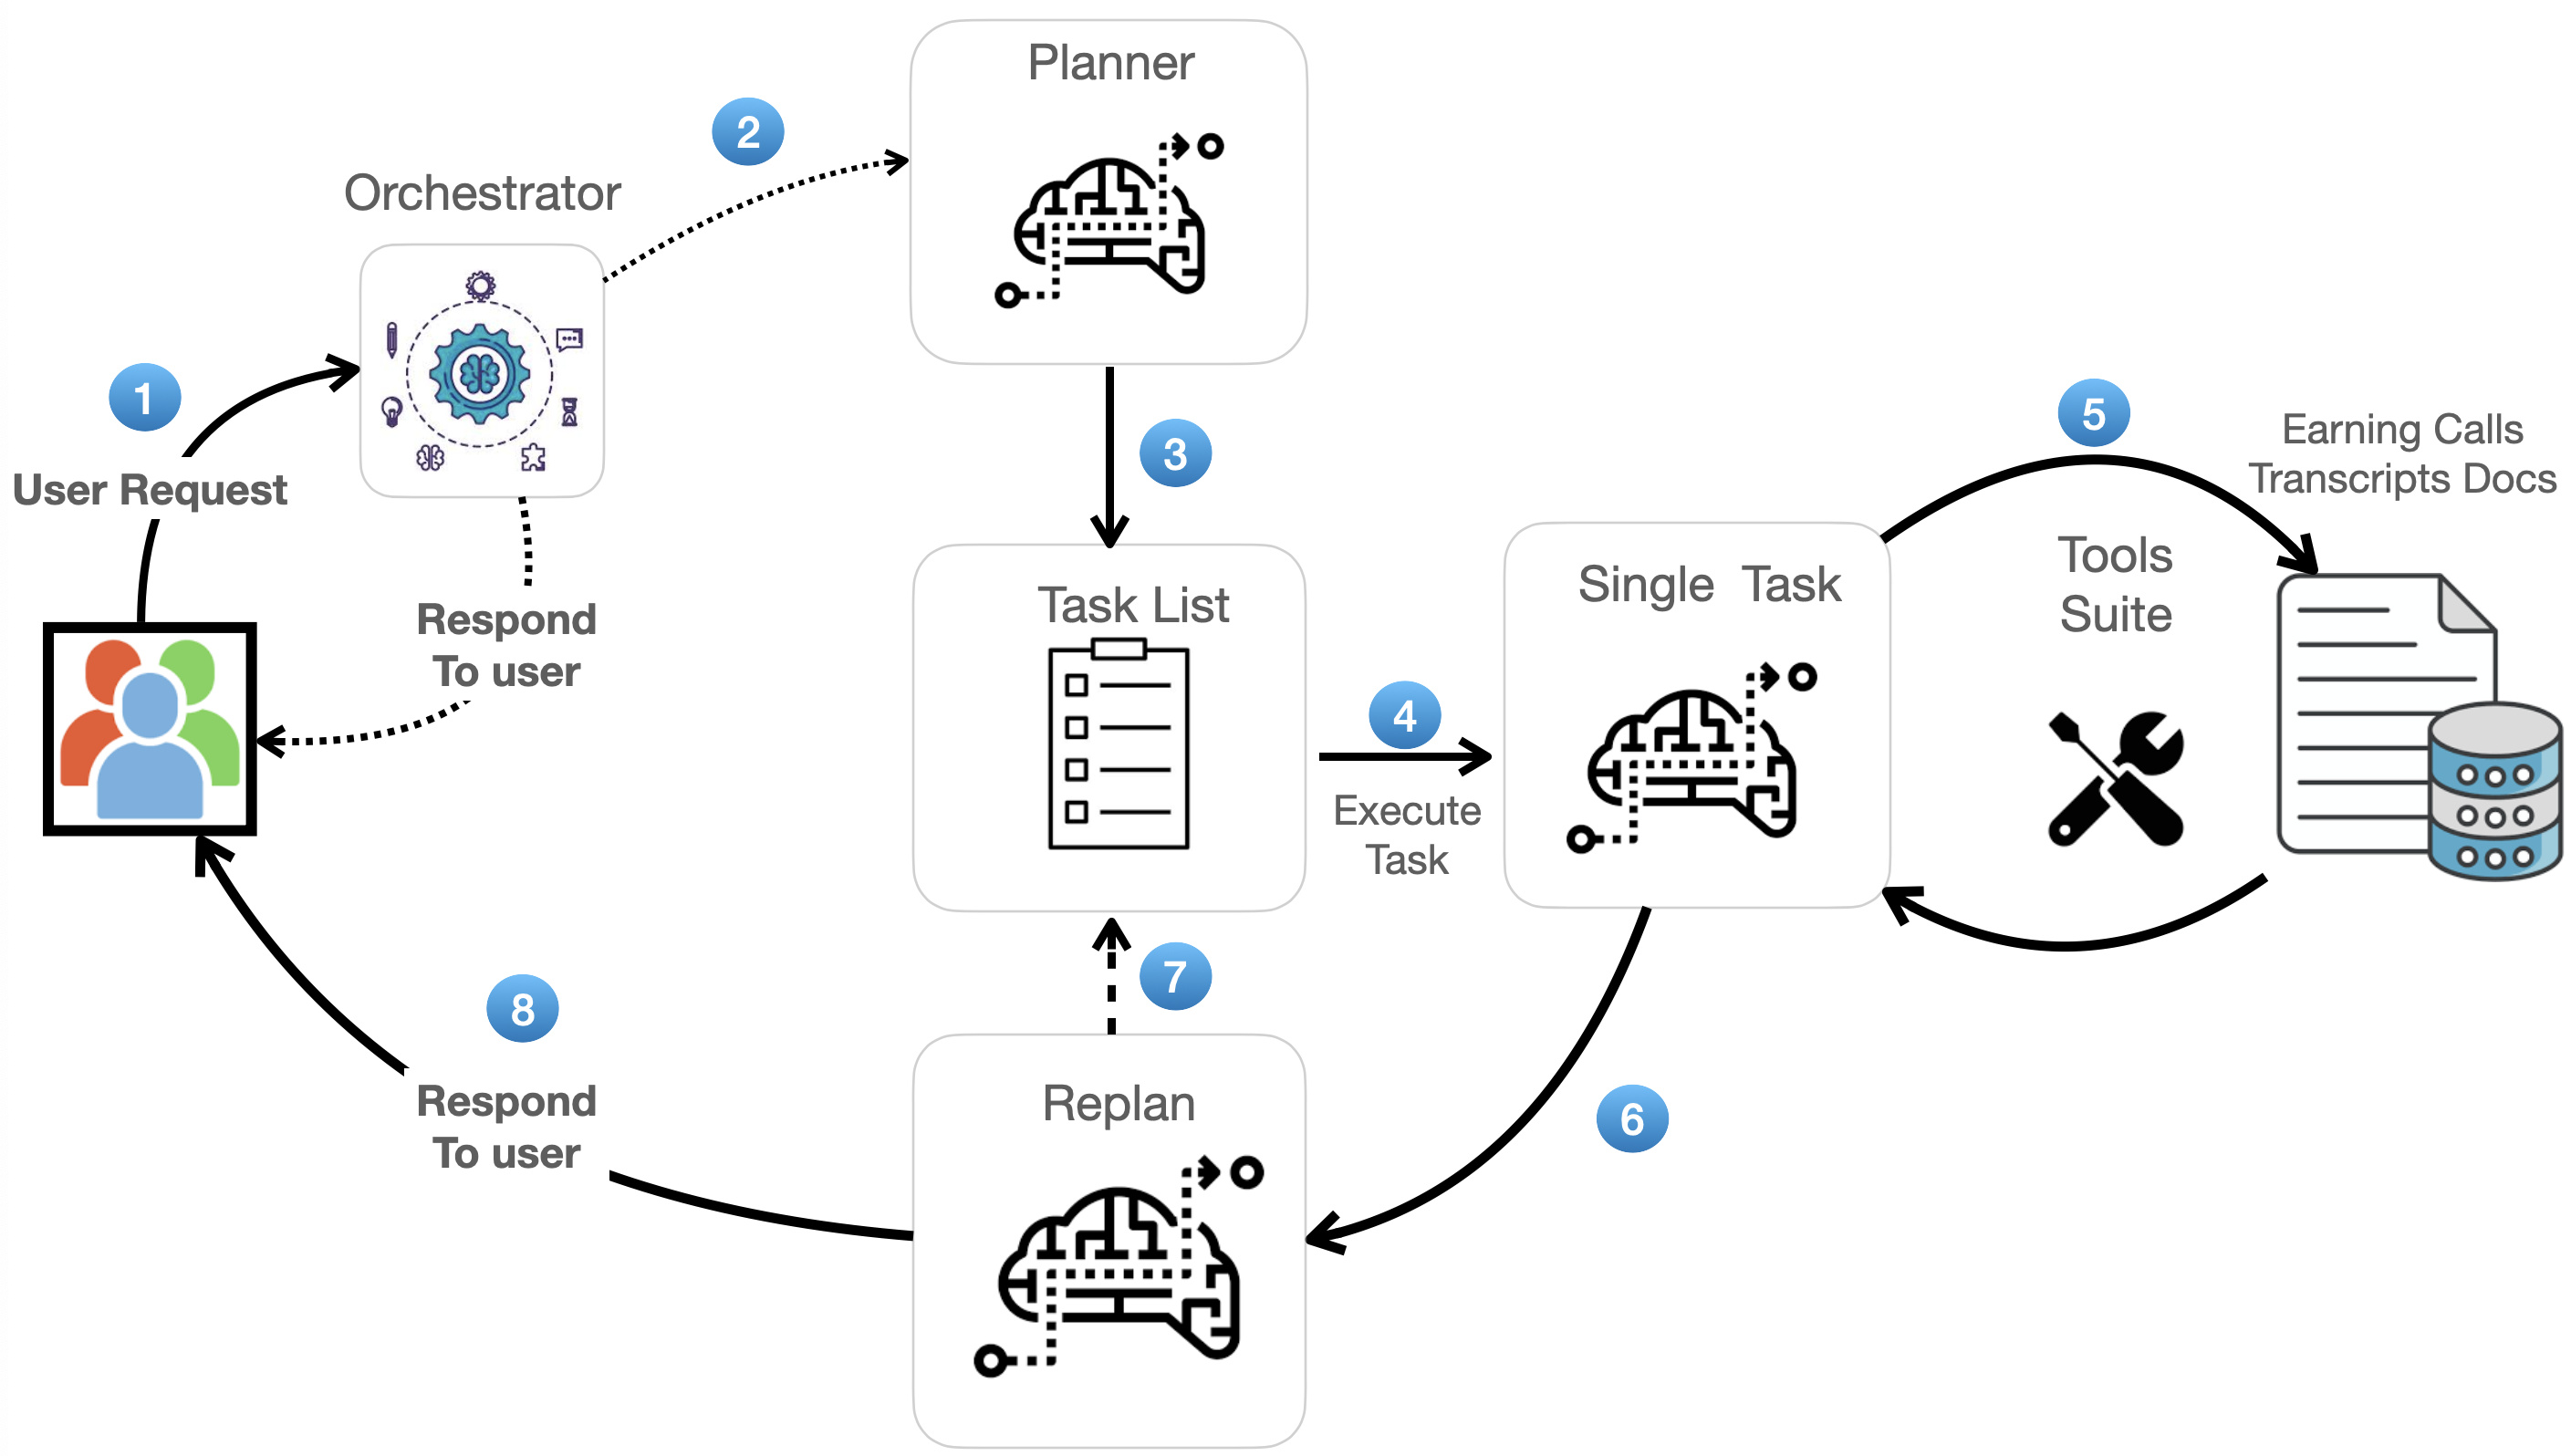 Planner
2
Orchestrator
1
User Request
3
5
Earning Calls
Transcripts Docs
Respond
To user
Task List
Single Task
Tools
Suite
4
Execute
Task
7
8
Respond
To user
Replan
6